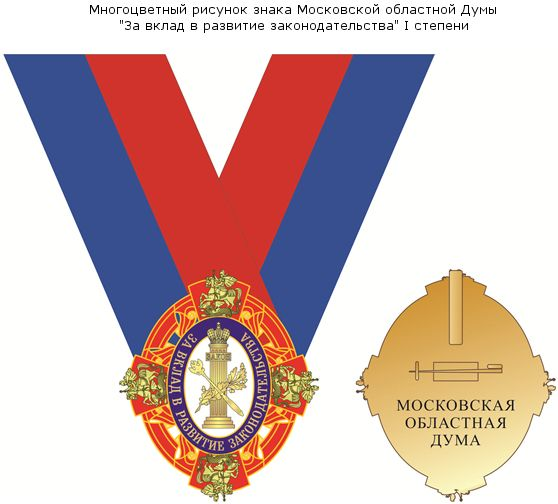 Многоцветный рисунок знака Московской областной Думы
"За вклад в развитие законодательства" I степени
ЗА ВКЛАД В РАЗВИТИЕ ЗАКОНОДАТЕЛЬСТВА
МОСКОВСКАЯ
ОБЛАСТНАЯ
ДУМА